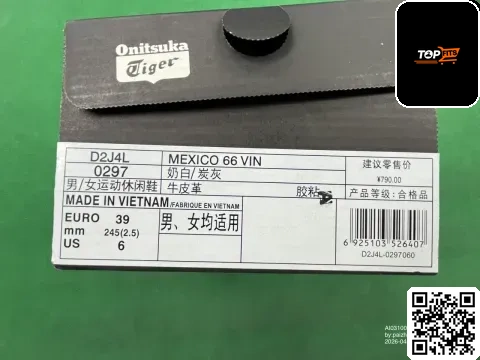 Onitsuka
Tiger
TOP
FITS
D2J4L
MEXICO 66 VIN
建议零售价
0297
奶白/炭灰
¥790.00
男/女运动休闲鞋
牛皮革
胶粘
A
产品等级:合格品
MADE IN VIETNAM/FABRIQUE EN VIETNAM
EURO 39
mm 245(2.5)
US 6
男、女均适用
6 925103 526407
D2J4L-0297060